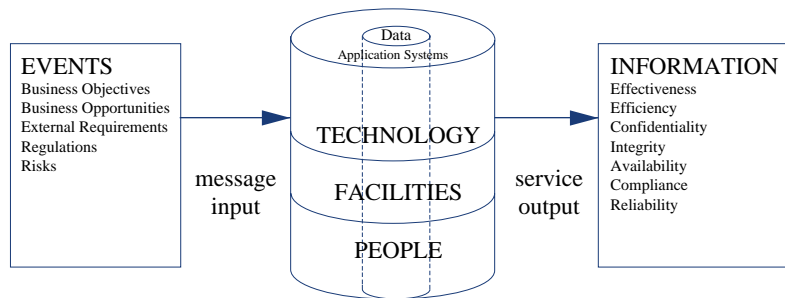 EVENTS
Business Objectives
Business Opportunities
External Requirements
Regulations
Risks
message
input
Data
Application Systems
TECHNOLOGY
FACILITIES
PEOPLE
service
output
INFORMATION
Effectiveness
Efficiency
Confidentiality
Integrity
Availability
Compliance
Reliability